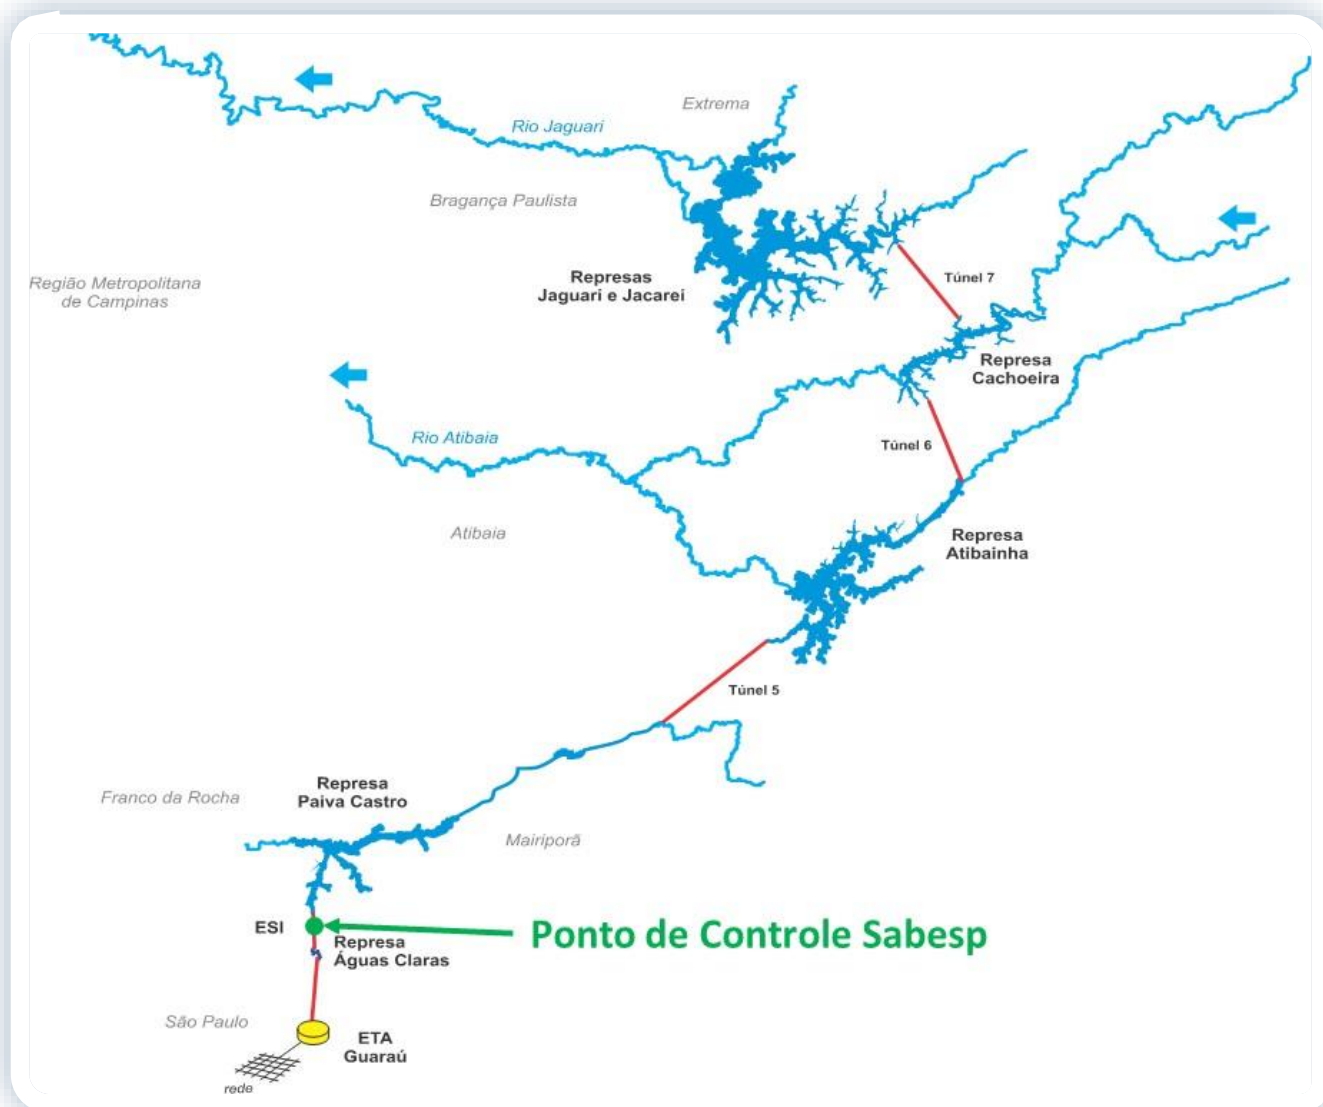 Extrema
Rio Jaguari
Bragança Paulista
Região Metropolitana
de Campinas
Represas
Jaguari e Jacareí
Túnel 7
Represa
Cachoeira
Rio Atibaia
Túnel 6
Atibaia
Represa
Atibainha
Túnel 5
Represa
Paiva Castro
Franco da Rocha
Mairiporã
ESI
Ponto de Controle Sabesp
Represa
Águas Claras
São Paulo
ETA
Guaraú
rede